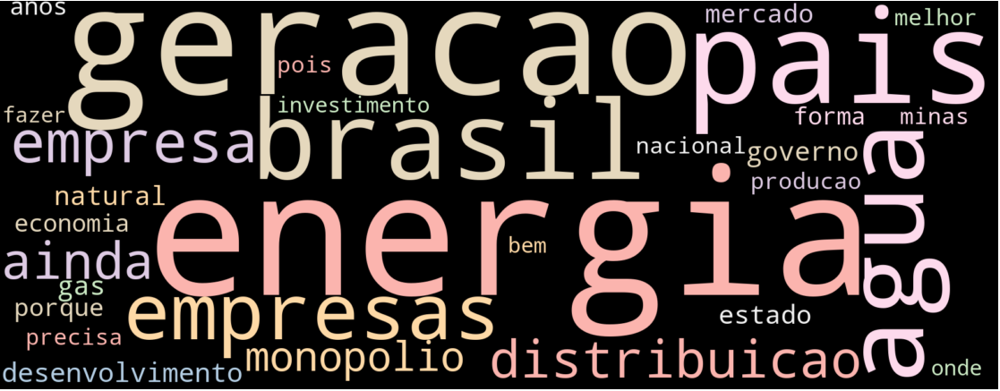 anos
geracao
mercado
melhor
pais
pois
investimento
fazer
brasil
forma
minas
empresa
nacional
governo
agua
producao
natural
energia
economia
bem
ainda
gas
porque
empresas
estado
precisa
monopolio
distribuicao
desenvolvimento
onde